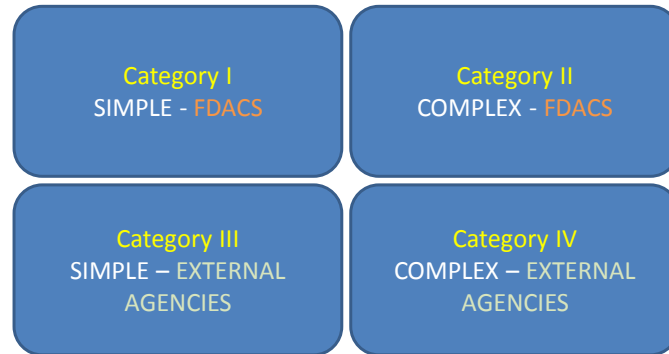 Category I
SIMPLE - FDACS
Category II
COMPLEX - FDACS
Category III
SIMPLE – EXTERNAL
AGENCIES
Category IV
COMPLEX – EXTERNAL
AGENCIES